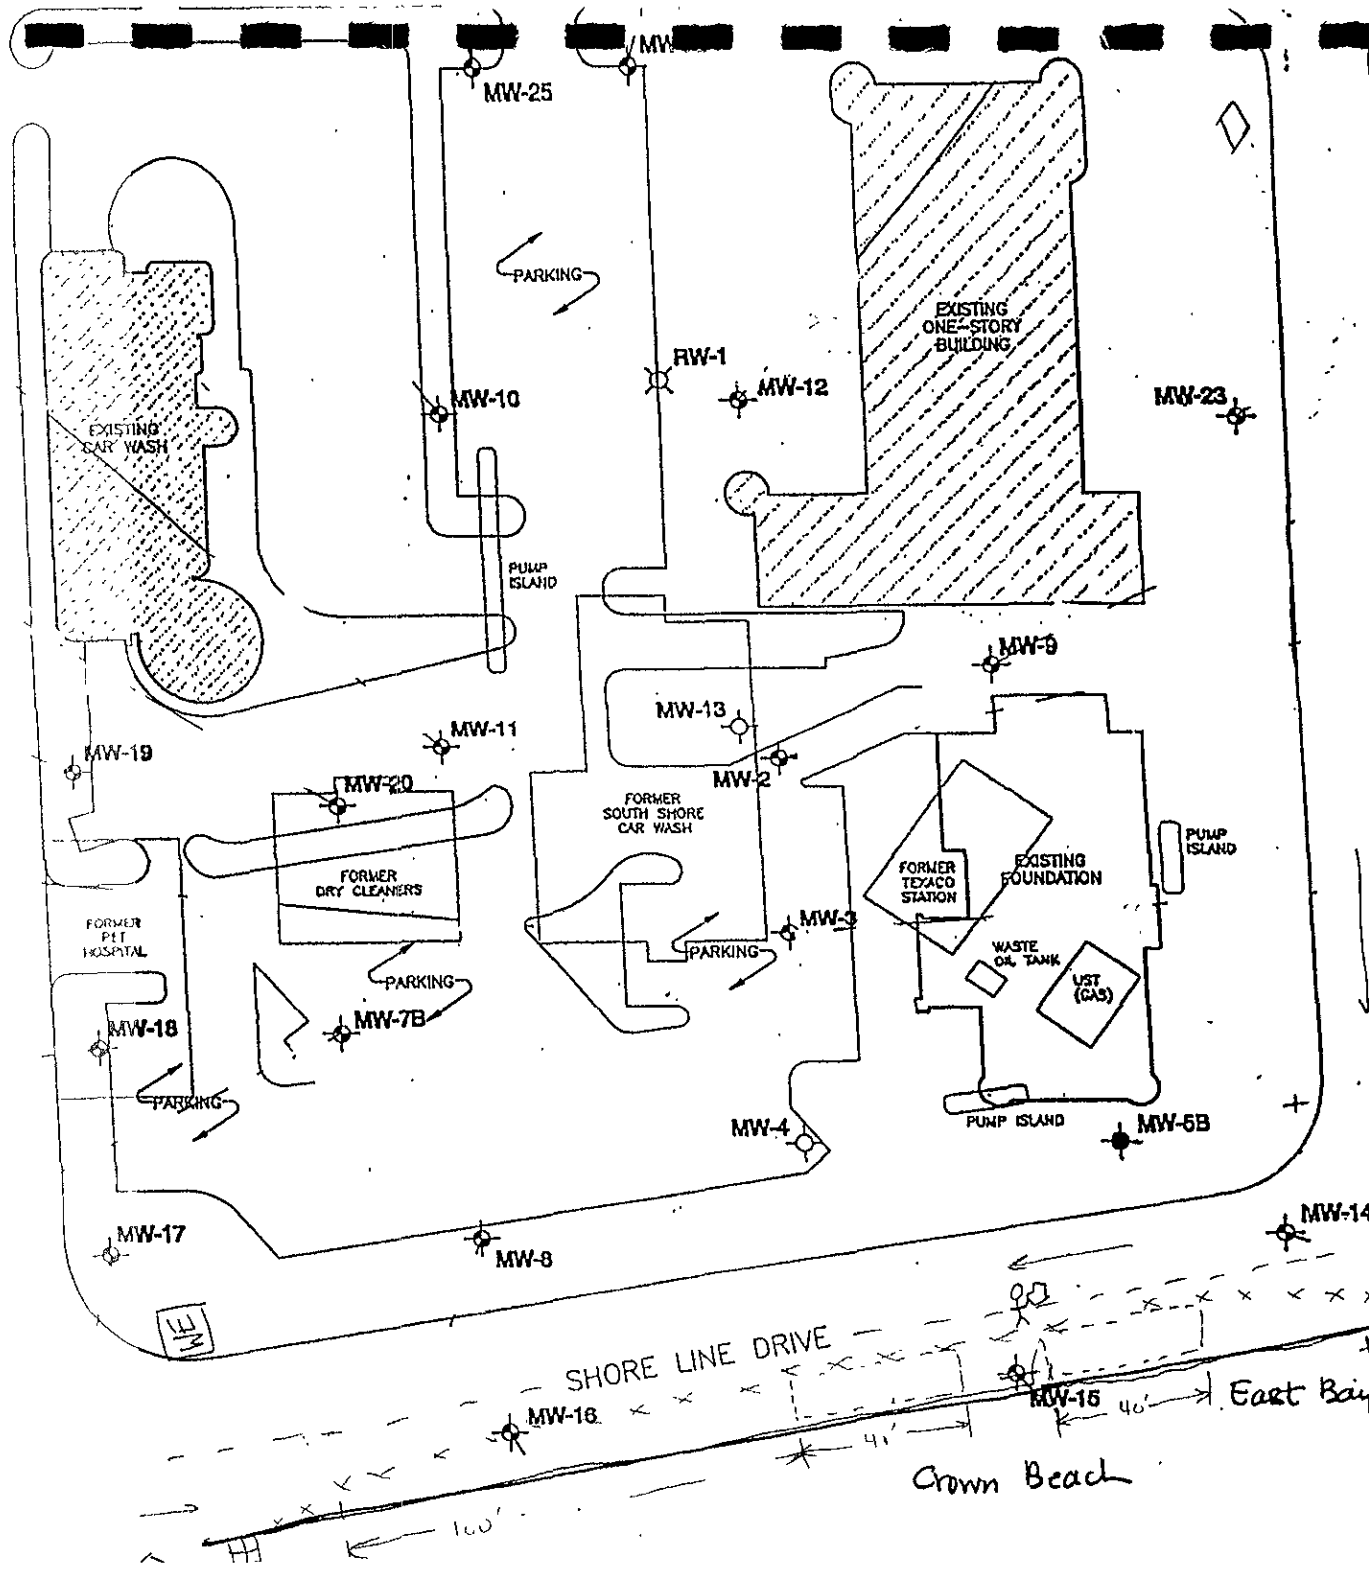 MW
MW-25
PARKING
EXISTING
ONE-STORY
BUILDING
RW-1
MW-12
MW-10
MW-23
EXISTING
CAR WASH
PUMP
ISLAND
MW-9
MW-13
MW-11
MW-19
MW-2
MW-20
FORMER
SOUTH SHORE
CAR WASH
PUMP
ISLAND
FORMER
DRY CLEANERS
FORMER
TEXACO
STATION
EXISTING
FOUNDATION
FORMER
PET
HOSPITAL
MW-3
PARKING
WASTE
OIL TANK
PARKING
UST
(GAS)
MW-18
MW-7B
PARKING
PUMP ISLAND
MW-4
MW-5B
MW-17
MW-8
MW-14
SHORE LINE DRIVE
MW-16
MW-15
40'
East Bay
Crown Beach
100'